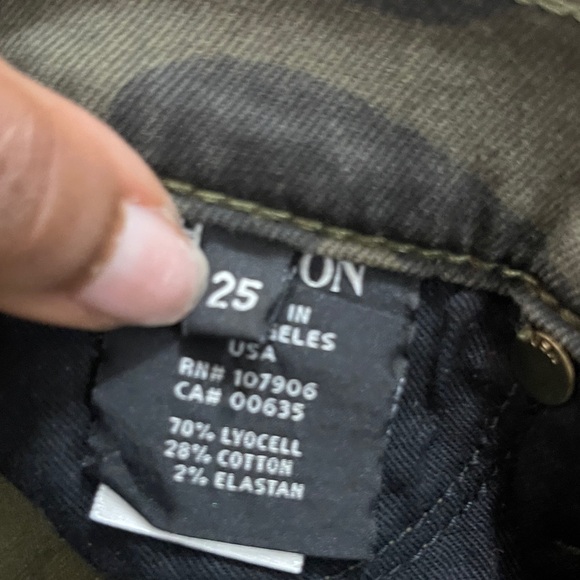 ON
25
IN
GELES
USA
RN# 107906
CA# 00635
70% LYOCELL
28% COTTON
2% ELASTAN